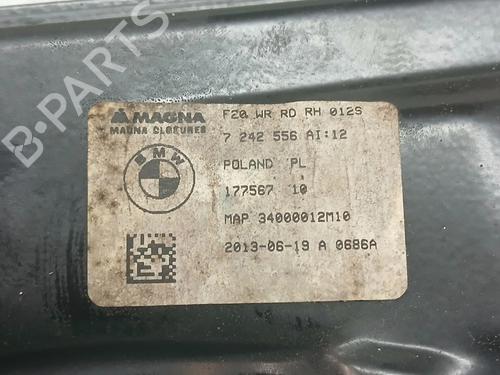 B-PARTS
MAGNA
MAGNA CLOSURES
BMW
F20 WR RD RH 012S
7 242 556 AI:12
POLAND PL
177567 10
MAP 34000012M10
2013-06-19 A 0686A